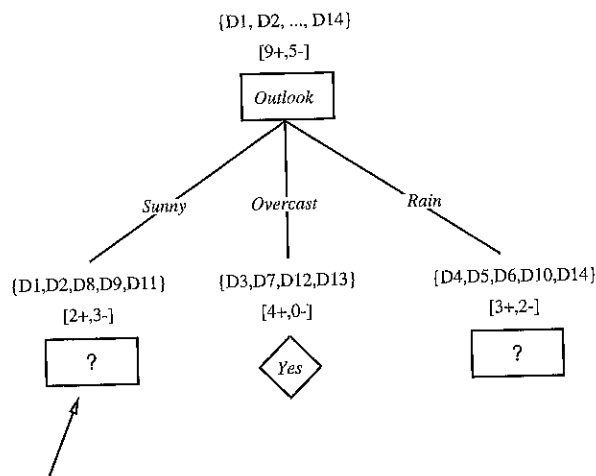 {D1, D2, ..., D14}
[9+,5-]
Outlook
Sunny
Overcast
Rain
{D1,D2,D8,D9,D11}
{D3,D7,D12,D13}
{D4,D5,D6,D10,D14}
[2+,3-]
[4+,0-]
[3+,2-]
?
Yes
?